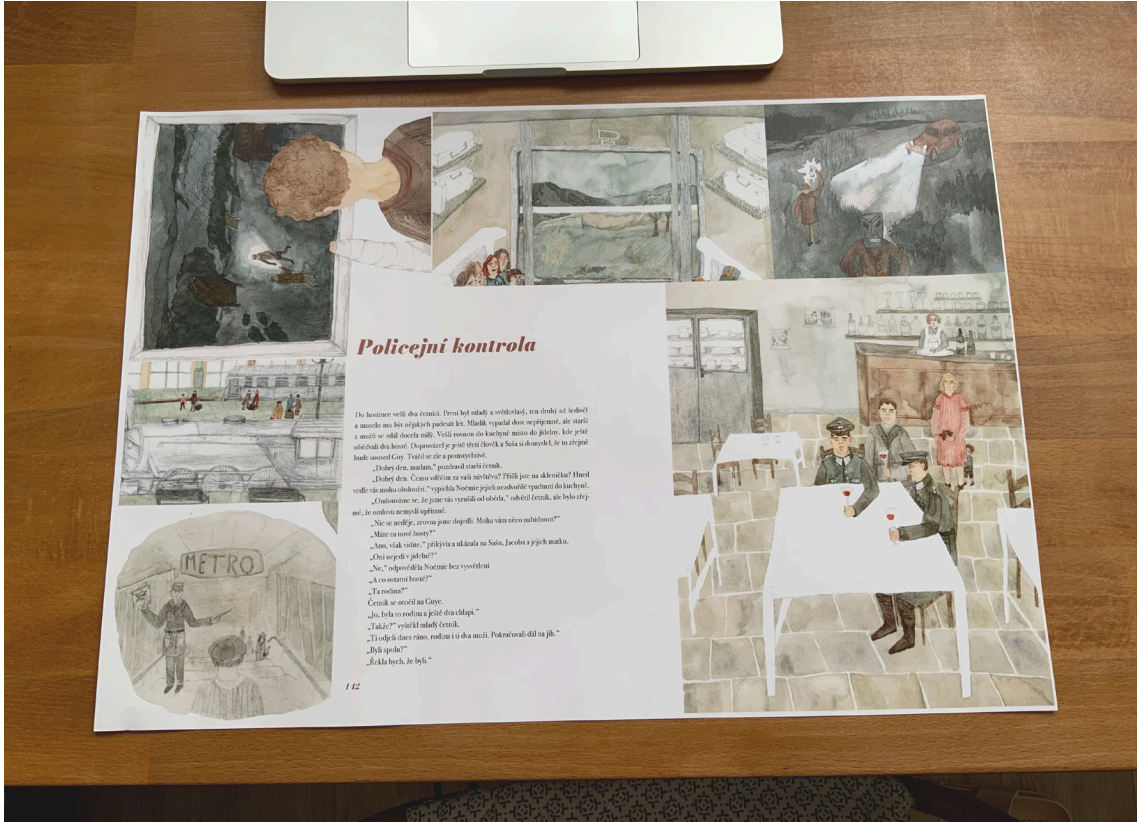 METRO
Policejní kontrola
Do hostince vešli dva četníci. První byl mladý a světlovlasý, ten druhý už šedivěl
a muselo mu být nějakých padesát let. Mladík vypadal dost nepříjemně, ale starší
z mužů se zdál docela milý. Vešli rovnou do kuchyně místo do jídelny, kde ještě
obědvali dva hosté. Doprovázel je ještě třetí člověk a Saša si domyslel, že to zřejmě
bude soused Guy. Tvářil se zle a pomstychtivě.
„Dobrý den, madam,“ pozdravil starší četník.
„Dobrý den. Čemu vděčím za vaši návštěvu? Přišli jste na skleničku? Hned
vedle vás mohu obsloužit,“ vypíchla Noémie jejich nezdvořilé vpadnutí do kuchyně.
„Omlouváme se, že jsme vás vyrušili od oběda,“ odvětil četník, ale bylo zřej-
mé, že omluvu nemyslí upřímně.
„Nic se neděje, zrovna jsme dojedli. Mohu vám něco nabídnout?“
„Máte tu nové hosty?“
„Ano, však vidíte,“ přikývla a ukázala na Sašu, Jacoba a jejich matku.
„Oni nejedí v jídelně?“
„Ne,“ odpověděla Noémie bez vysvětlení.
„A co ostatní hosté?“
„Ta rodina?“
Četník se otočil na Guye.
„Jo, byla to rodina a ještě dva chlapi.“
„Takže?“ vyštěkl mladý četník.
„Ti odjeli dnes ráno, rodina i ti dva muži. Pokračovali dál na jih.“
„Byli spolu?“
„Řekla bych, že byli.“
142